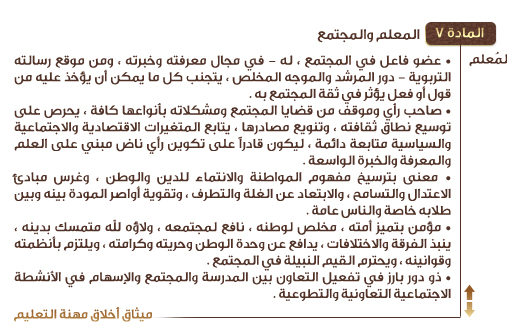 المادة ٧
المعلم والمجتمع
المعلم
• عضو فاعل في المجتمع ، له - في مجال معرفته وخبرته ، ومن موقع رسالته
التربوية - دور المرشد والموجه المخلص ، يتجنب كل ما يمكن أن يؤخذ عليه من
قول أو فعل يؤثر في ثقة المجتمع به .
• صاحب رأي وموقف من قضايا المجتمع ومشكلاته بأنواعها كافة ، يحرص على
توسيع نطاق ثقافته ، وتنويع مصادرها ، يتابع المتغيرات الاقتصادية والاجتماعية
والسياسية متابعة دائمة ، ليكون قادراً على تكوين رأي ناض مبني على العلم
والمعرفة والخبرة الواسعة .
• معنى بترسيخ مفهوم المواطنة والانتماء للدين والوطن ، وغرس مبادئ
الاعتدال والتسامح ، والابتعاد عن الغلة والتطرف ، وتقوية أواصر المودة بينه وبين
طلابه خاصة والناس عامة .
• مؤمن بتميز أمته ، مخلص لوطنه ، نافع لمجتمعه ، ولاؤه لله متمسك بدينه ،
ينبذ الفرقة والاختلافات ، يدافع عن وحدة الوطن وحريته وكرامته ، ويلتزم بأنظمته
وقوانينه ، ويحترم القيم النبيلة في المجتمع .
• ذو دور بارز في تفعيل التعاون بين المدرسة والمجتمع والإسهام في الأنشطة
الاجتماعية التعاونية والتطوعية .
ميثاق أخلاق مهنة التعليم